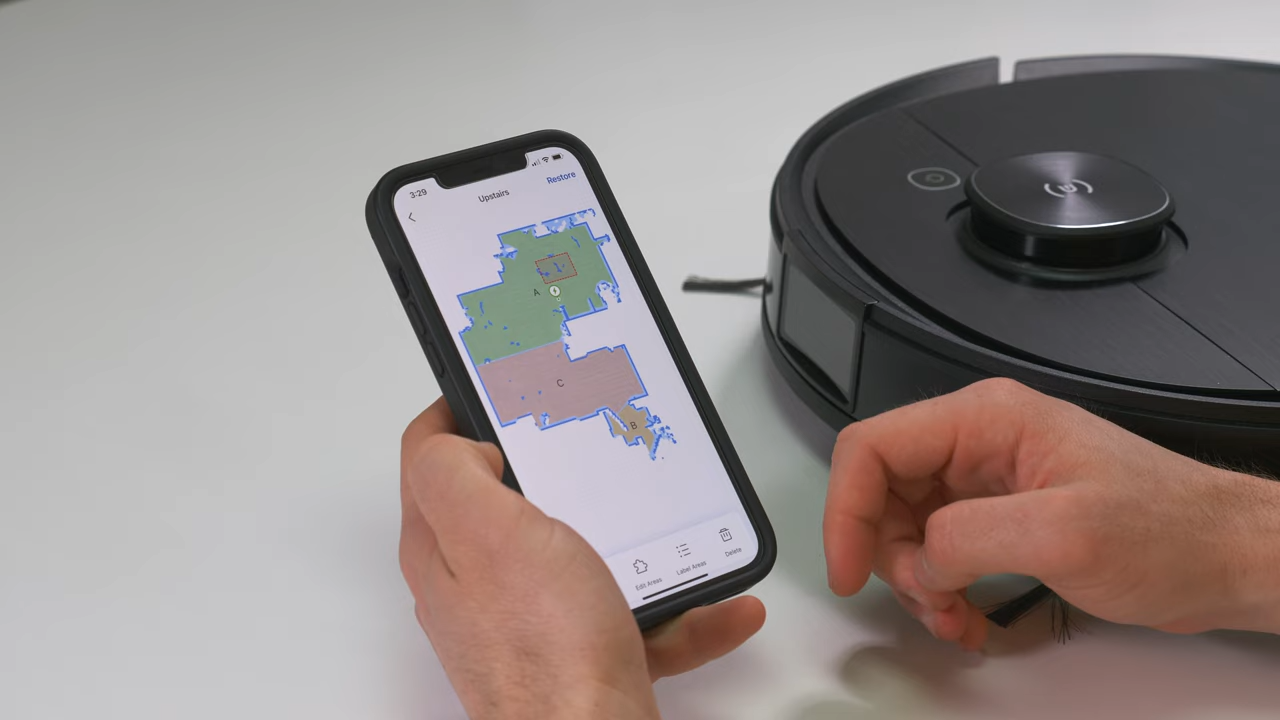 3:29
Upstairs
Restore
A
C
B
Edit Areas
Label Areas
Delete